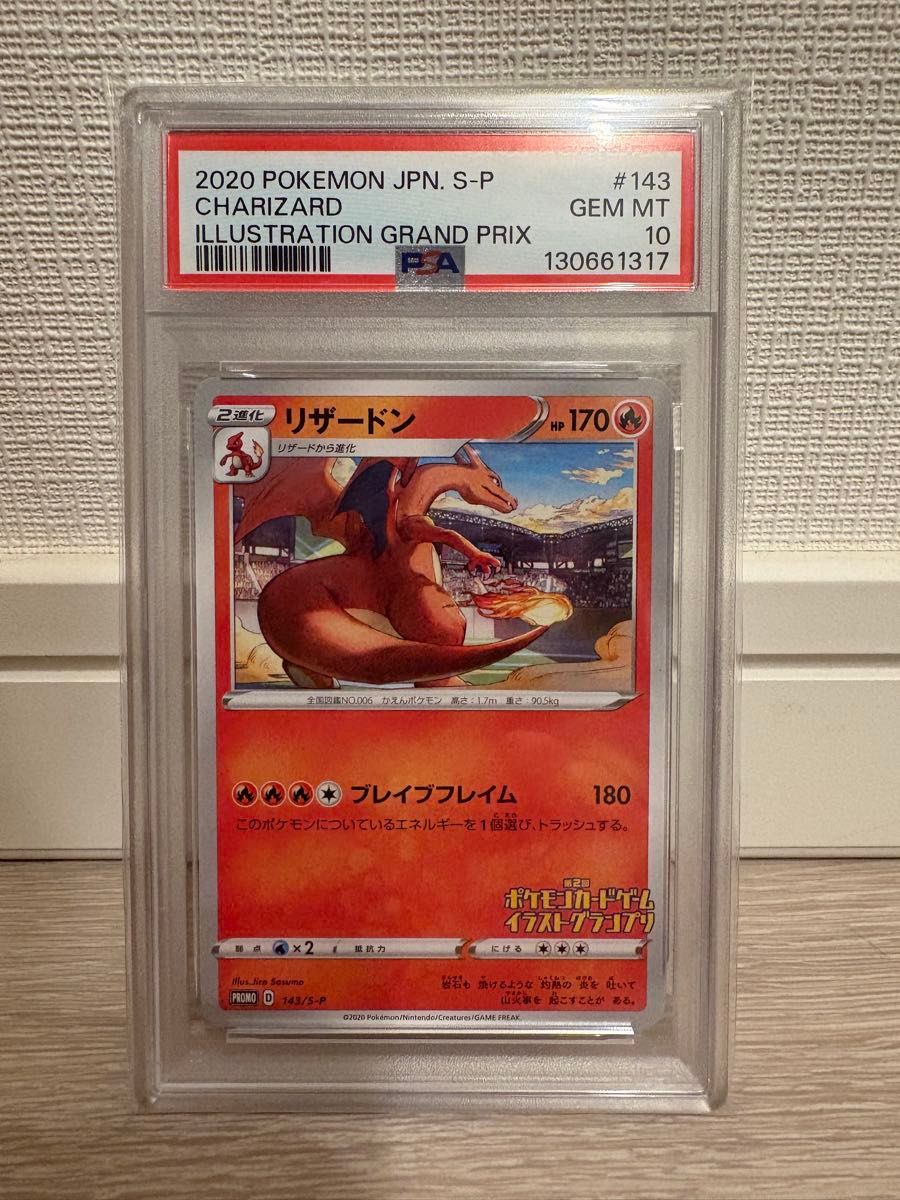 2020 POKEMON JPN. S-P #143
CHARIZARD GEM MT
ILLUSTRATION GRAND PRIX 10
PSA 130661317
2進化 リザードン HP 170
リザードから進化
全国図鑑NO.006 かえんポケモン 高さ:1.7m 重さ:90.5kg
ブレイブフレイム 180
このポケモンについているエネルギーを1個選び、トラッシュする。
第2回
ポケモンカードゲーム
イラストグランプリ
弱点 ×2 抵抗力 にげる
Illus. Jiro Sasumo
岩石も 焼けるような 灼熱の 炎を 吐いて
山火事を 起こすことが ある。
PROMO D 143/S-P
©2020 Pokémon/Nintendo/Creatures/GAME FREAK.